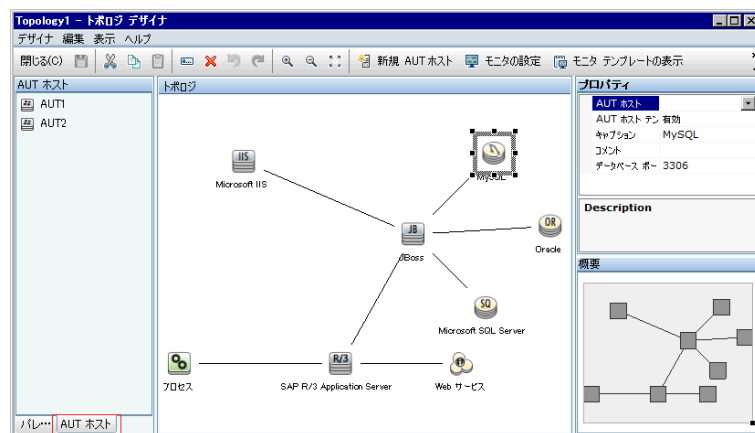 Topology1 - トポロジ デザイナ
デザイナ 編集 表示 ヘルプ
閉じる(C) 新規 AUT ホスト モニタの設定 モニタ テンプレートの表示
AUT ホスト
AUT1
AUT2
パレ… AUT ホスト
トポロジ
IIS
Microsoft IIS
MySQL
JB
JBoss
OR
Oracle
SQ
Microsoft SQL Server
プロセス
R/3
SAP R/3 Application Server
Web サービス
プロパティ
AUT ホスト
AUT ホスト テン 有効
キャプション MySQL
コメント
データベース ポー 3306
Description
概要